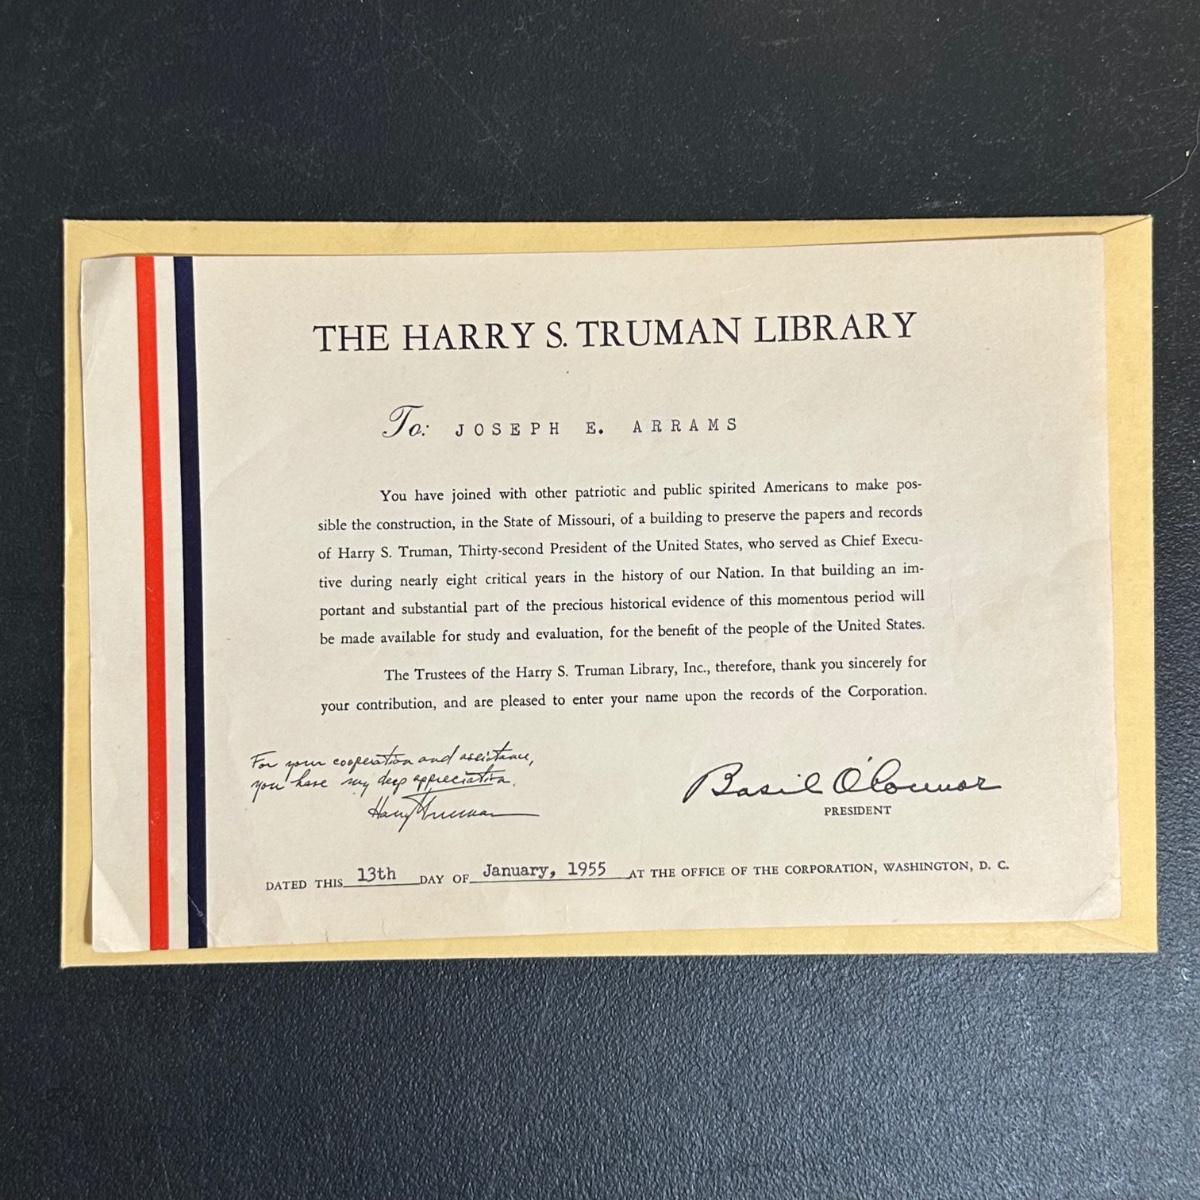 THE HARRY S. TRUMAN LIBRARY
To: JOSEPH E. ARRAMS
You have joined with other patriotic and public spirited Americans to make pos-
sible the construction, in the State of Missouri, of a building to preserve the papers and records
of Harry S. Truman, Thirty-second President of the United States, who served as Chief Execu-
tive during nearly eight critical years in the history of our Nation. In that building an im-
portant and substantial part of the precious historical evidence of this momentous period will
be made available for study and evaluation, for the benefit of the people of the United States.
The Trustees of the Harry S. Truman Library, Inc., therefore, thank you sincerely for
your contribution, and are pleased to enter your name upon the records of the Corporation.
For your cooperation and assistance,
you have my deep appreciation.
Harry Truman
Basil O'Connor
PRESIDENT
DATED THIS 13th DAY OF January, 1955 AT THE OFFICE OF THE CORPORATION, WASHINGTON, D. C.